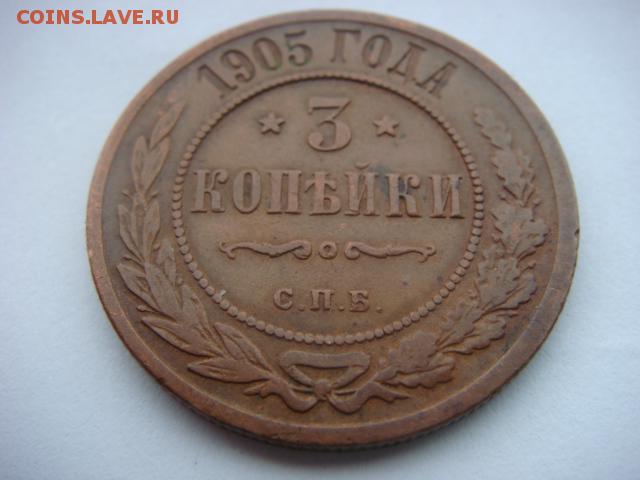 COINS.LAVE.RU
1905 ГОДА
3
КОПѢЙКИ
С.П.Б.